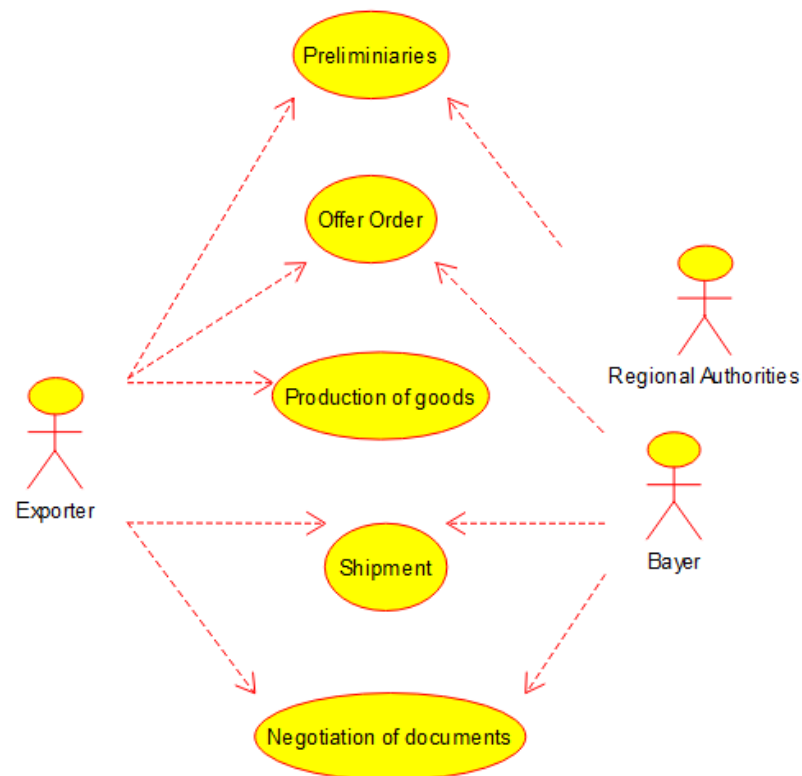 Preliminiaries
Offer Order
Regional Authorities
Production of goods
Exporter
Shipment
Bayer
Negotiation of documents